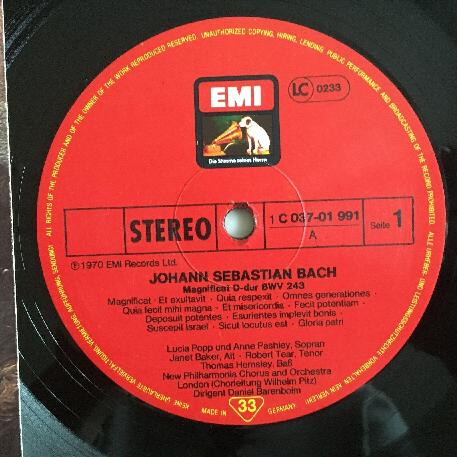 ALL RIGHTS OF THE PRODUCER AND OF THE OWNER OF THE WORK REPRODUCED RESERVED. UNAUTHORIZED COPYING, HIRING, LENDING, PUBLIC PERFORMANCE AND BROADCASTING OF THE RECORD PROHIBITED.
EMI
LC 0233
Die Stimme seines Herrn
STEREO
1 C 037-01 991
A
Seite 1
℗ 1970 EMI Records Ltd.
JOHANN SEBASTIAN BACH
Magnificat D-dur BWV 243
Magnificat · Et exultavit · Quia respexit · Omnes generationes ·
Quia fecit mihi magna · Et misericordia · Fecit potentiam ·
Deposuit potentes · Esurientes implevit bonis ·
Suscepit Israel · Sicut locutus est · Gloria patri
Lucia Popp und Anne Pashley, Sopran
Janet Baker, Alt · Robert Tear, Tenor
Thomas Hemsley, Baß
New Philharmonia Chorus and Orchestra
London (Chorleitung Wilhelm Pitz)
Dirigent Daniel Barenboim
MADE IN
33
GERMANY